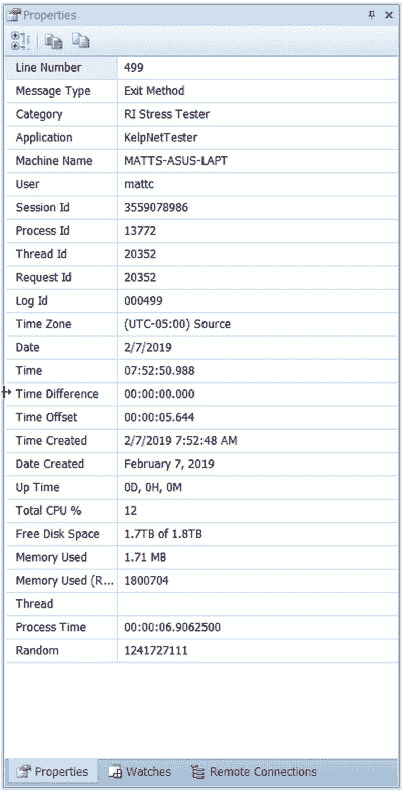 Properties
Line Number 499
Message Type Exit Method
Category RI Stress Tester
Application KelpNetTester
Machine Name MATTS-ASUS-LAPT
User mattc
Session Id 3559078986
Process Id 13772
Thread Id 20352
Request Id 20352
Log Id 000499
Time Zone (UTC-05:00) Source
Date 2/7/2019
Time 07:52:50.988
Time Difference 00:00:00.000
Time Offset 00:00:05.644
Time Created 2/7/2019 7:52:48 AM
Date Created February 7, 2019
Up Time 0D, 0H, 0M
Total CPU % 12
Free Disk Space 1.7TB of 1.8TB
Memory Used 1.71 MB
Memory Used (R... 1800704
Thread
Process Time 00:00:06.9062500
Random 1241727111
Properties Watches Remote Connections